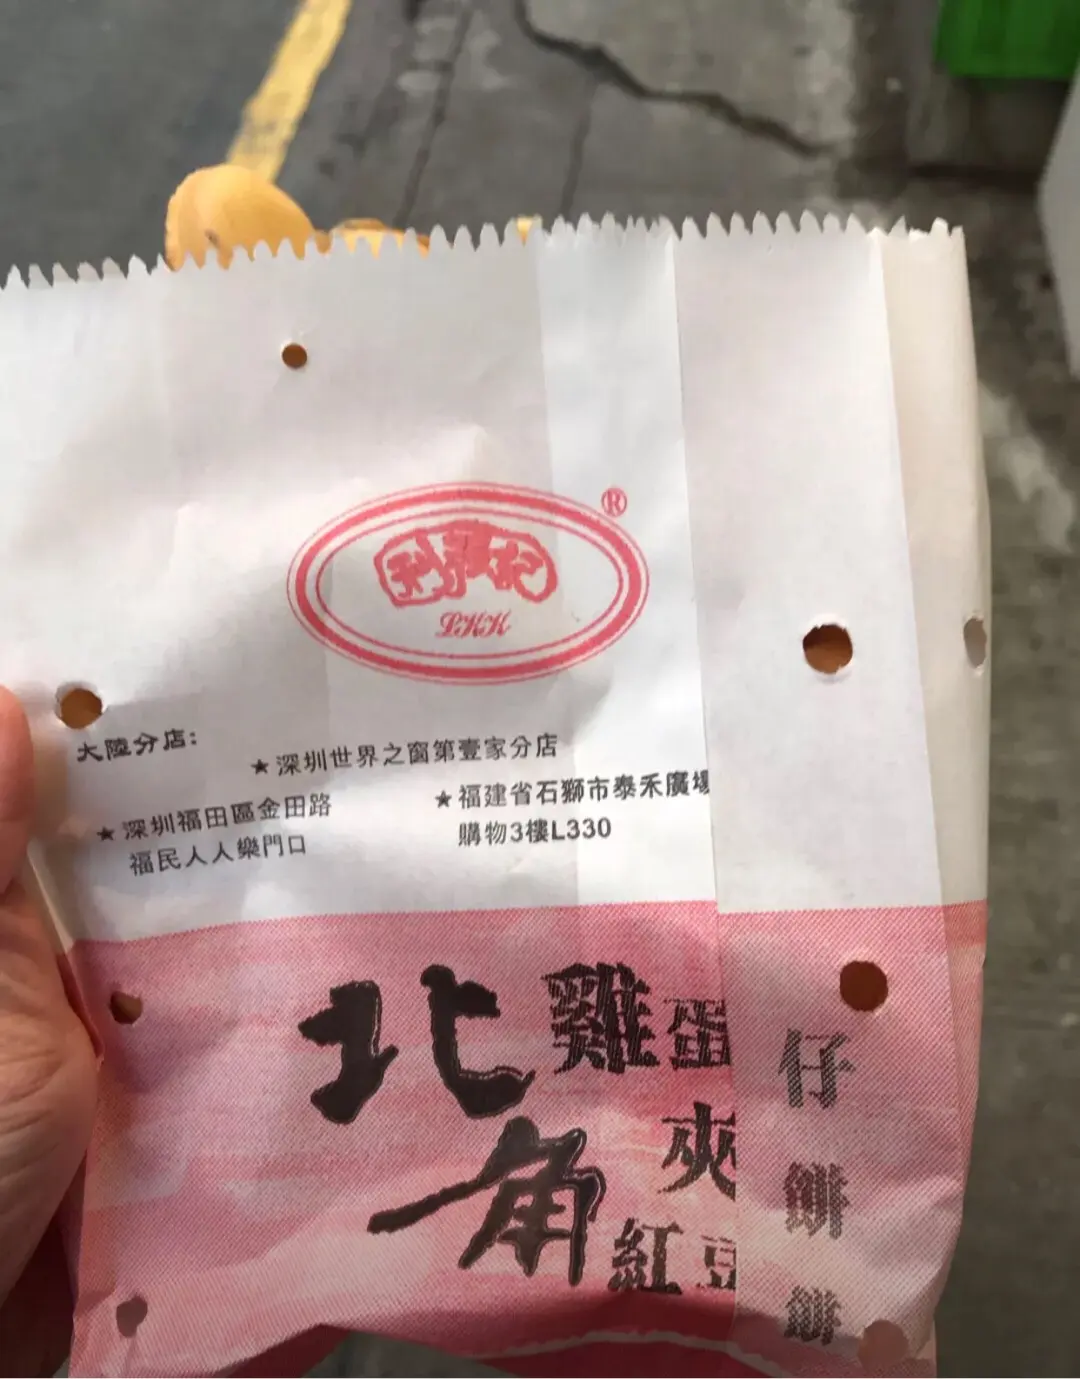 利強記
LKK
®
大陸分店:
★深圳世界之窗第壹家分店
★深圳福田區金田路
福民人人樂門口
★福建省石獅市泰禾廣場
購物3樓L330
北角
雞蛋仔
夾餅
紅豆餅